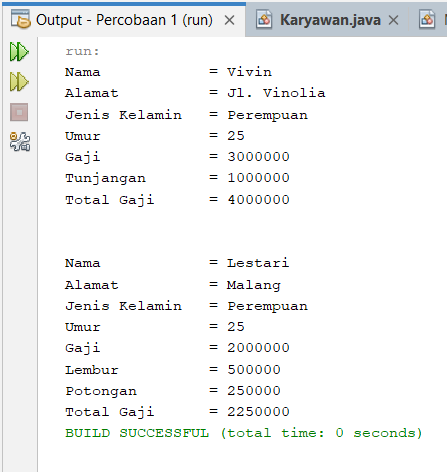 Output - Percobaan 1 (run) × Karyawan.java ×
run:
Nama = Vivin
Alamat = Jl. Vinolia
Jenis Kelamin = Perempuan
Umur = 25
Gaji = 3000000
Tunjangan = 1000000
Total Gaji = 4000000
Nama = Lestari
Alamat = Malang
Jenis Kelamin = Perempuan
Umur = 25
Gaji = 2000000
Lembur = 500000
Potongan = 250000
Total Gaji = 2250000
BUILD SUCCESSFUL (total time: 0 seconds)